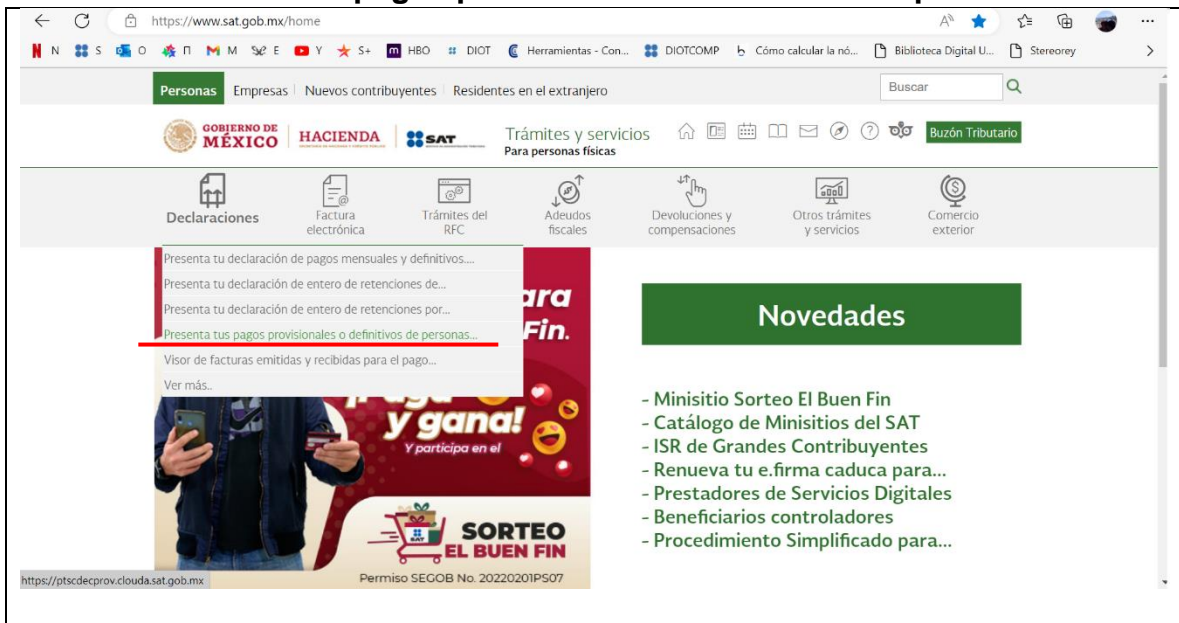 https://www.sat.gob.mx/home
N N S O П M M E Y S+ m HBO DIOT Herramientas - Con... DIOTCOMP Cómo calcular la nó... Biblioteca Digital U... Stereorey
Personas Empresas Nuevos contribuyentes Residentes en el extranjero Buscar
GOBIERNO DE MÉXICO HACIENDA SAT Trámites y servicios Buzón Tributario
Para personas físicas
Declaraciones
Factura electrónica
Trámites del RFC
Adeudos fiscales
Devoluciones y compensaciones
Otros trámites y servicios
Comercio exterior
Presenta tu declaración de pagos mensuales y definitivos....
Presenta tu declaración de entero de retenciones de...
Presenta tu declaración de entero de retenciones por...
Presenta tus pagos provisionales o definitivos de personas...
Visor de facturas emitidas y recibidas para el pago...
Ver más..
Fin.
y gana!
Y participa en el
SAT
SORTEO
EL BUEN FIN
Permiso SEGOB No. 20220201PS07
Novedades
- Minisitio Sorteo El Buen Fin
- Catálogo de Minisitios del SAT
- ISR de Grandes Contribuyentes
- Renueva tu e.firma caduca para...
- Prestadores de Servicios Digitales
- Beneficiarios controladores
- Procedimiento Simplificado para...
https://ptscdecprov.clouda.sat.gob.mx